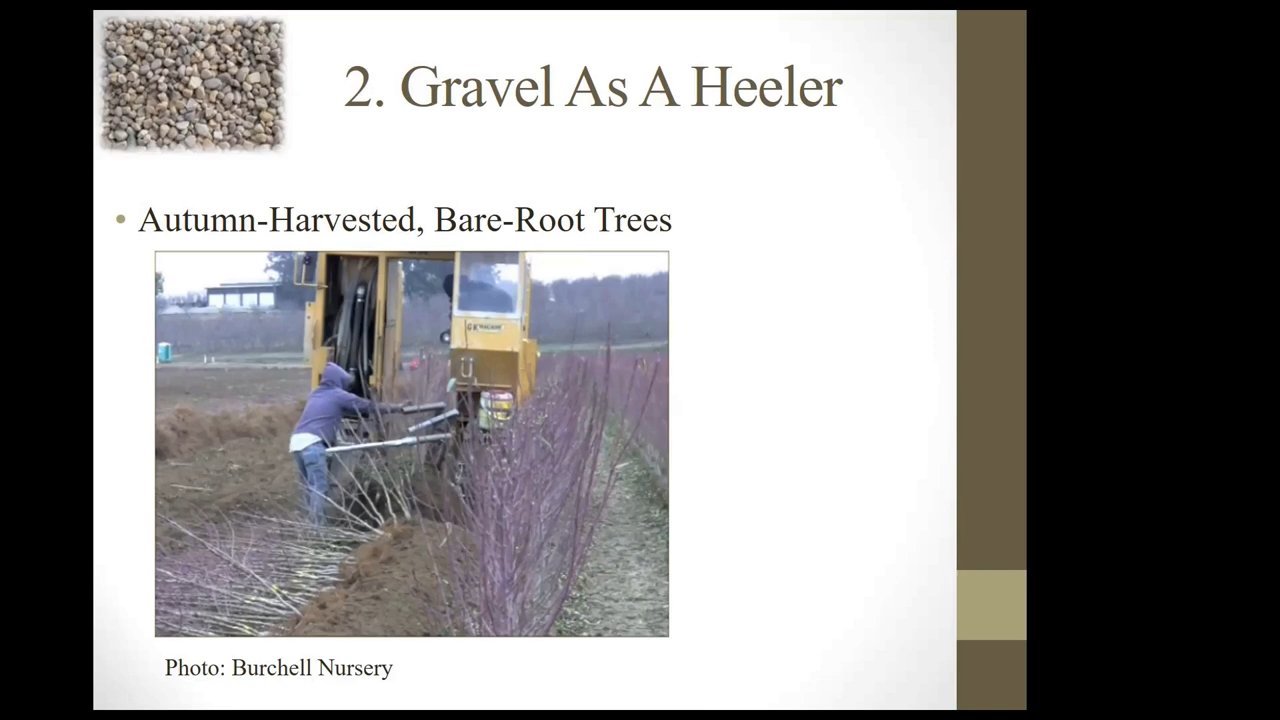 2. Gravel As A Heeler
• Autumn-Harvested, Bare-Root Trees
Photo: Burchell Nursery